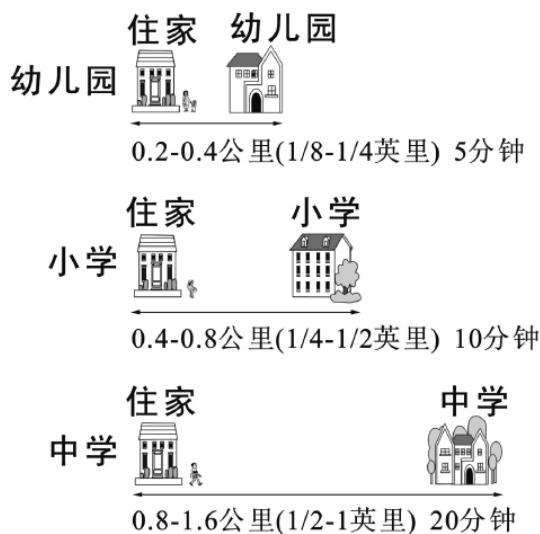 住家 幼儿园
幼儿园
0.2-0.4公里(1/8-1/4英里) 5分钟
住家 小学
小学
0.4-0.8公里(1/4-1/2英里) 10分钟
住家 中学
中学
0.8-1.6公里(1/2-1英里) 20分钟